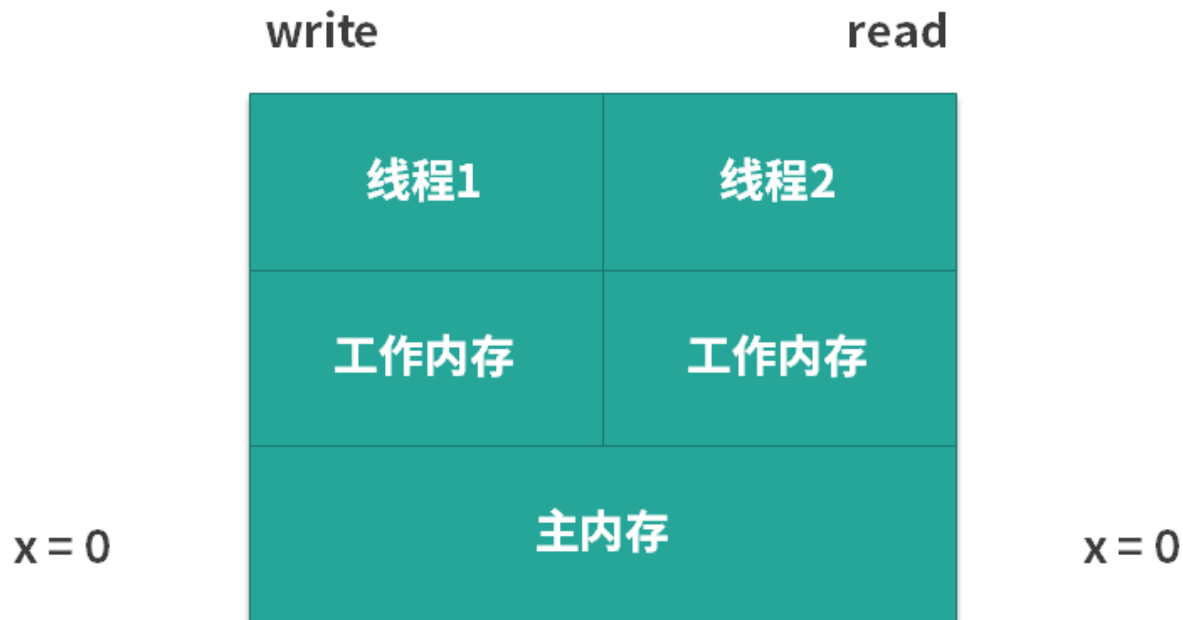 write read
线程1 线程2
工作内存 工作内存
主内存
x = 0 x = 0